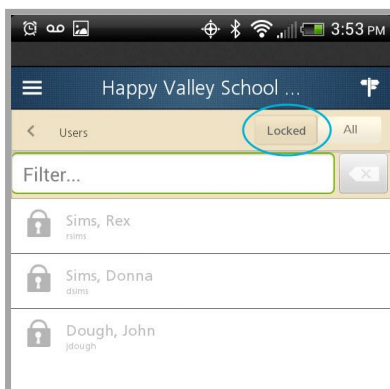 3:53 PM
Happy Valley School ...
Users Locked All
Filter...
Sims, Rex
rsims
Sims, Donna
dsims
Dough, John
jdough